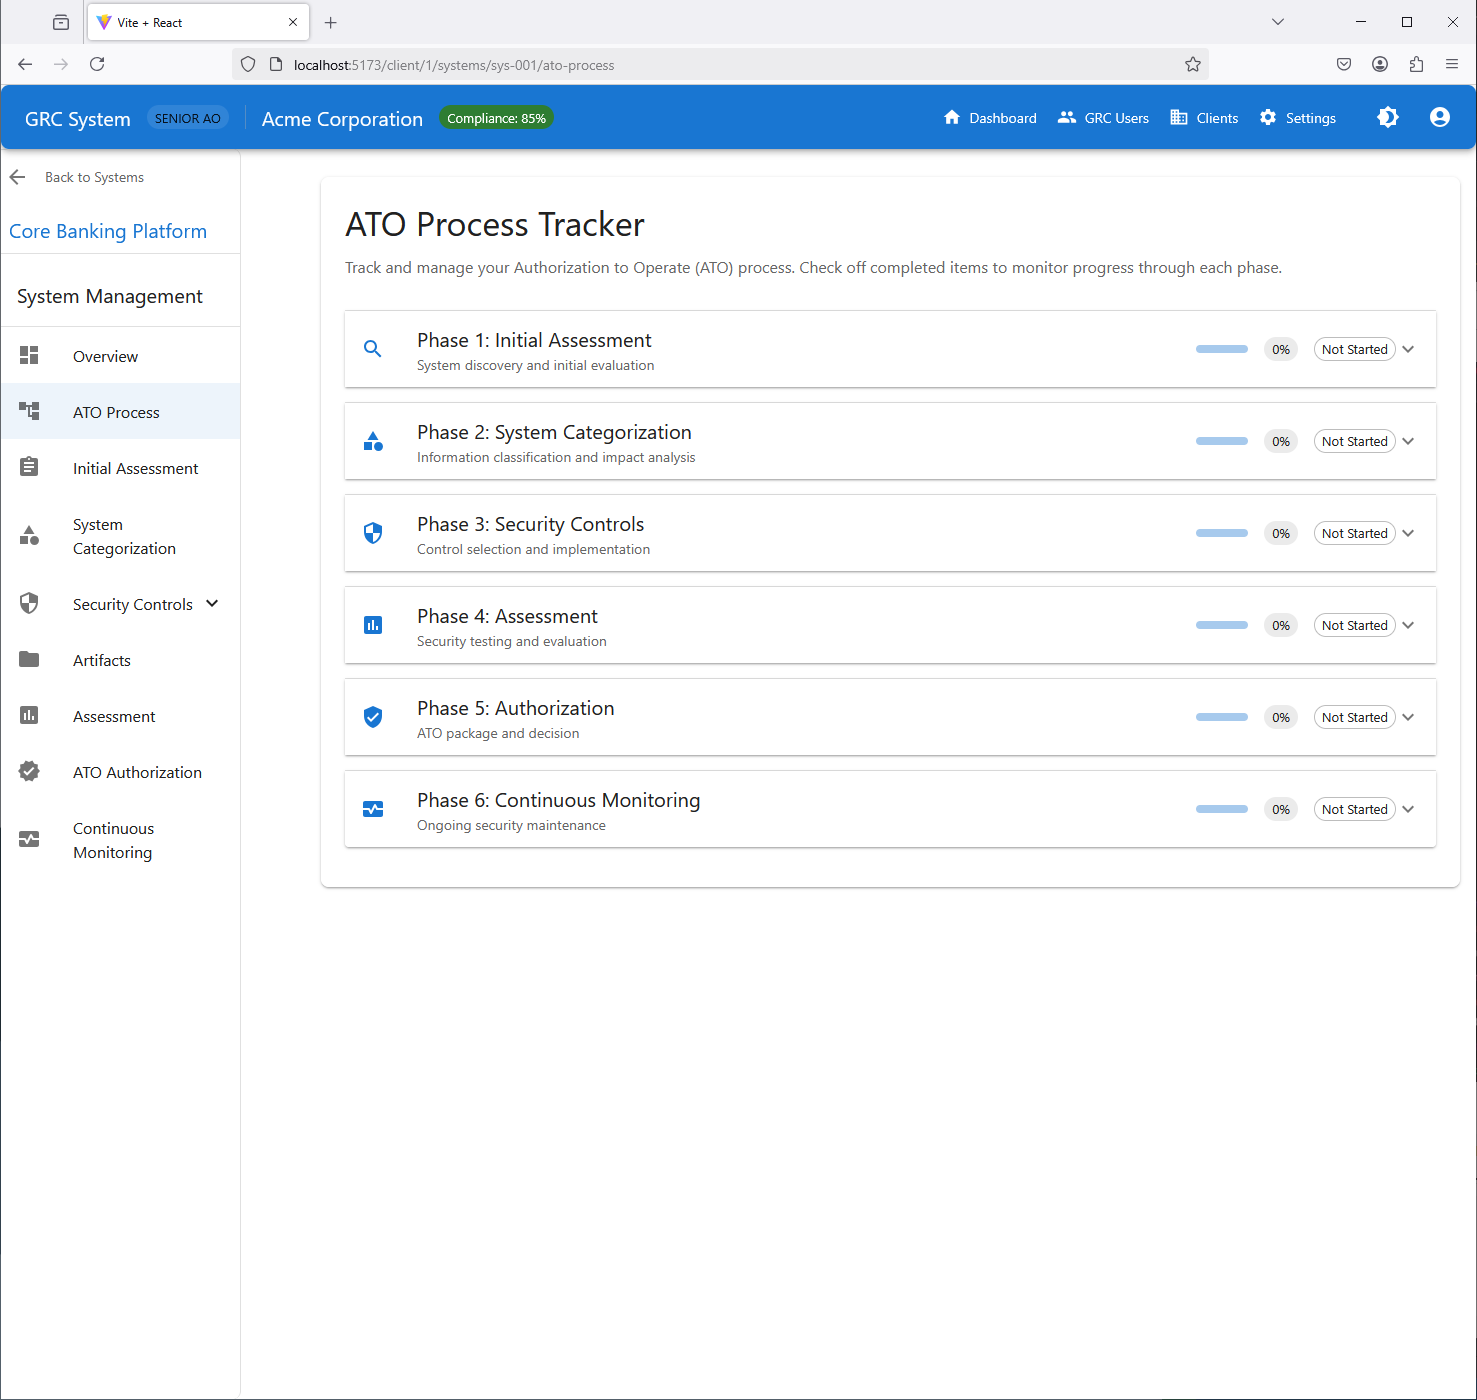 Vite + React
localhost:5173/client/1/systems/sys-001/ato-process
GRC System
SENIOR AO
Acme Corporation
Compliance: 85%
Dashboard
GRC Users
Clients
Settings
Back to Systems
Core Banking Platform
System Management
Overview
ATO Process
Initial Assessment
System
Categorization
Security Controls
Artifacts
Assessment
ATO Authorization
Continuous
Monitoring
ATO Process Tracker
Track and manage your Authorization to Operate (ATO) process. Check off completed items to monitor progress through each phase.
Phase 1: Initial Assessment
System discovery and initial evaluation
0%
Not Started
Phase 2: System Categorization
Information classification and impact analysis
0%
Not Started
Phase 3: Security Controls
Control selection and implementation
0%
Not Started
Phase 4: Assessment
Security testing and evaluation
0%
Not Started
Phase 5: Authorization
ATO package and decision
0%
Not Started
Phase 6: Continuous Monitoring
Ongoing security maintenance
0%
Not Started